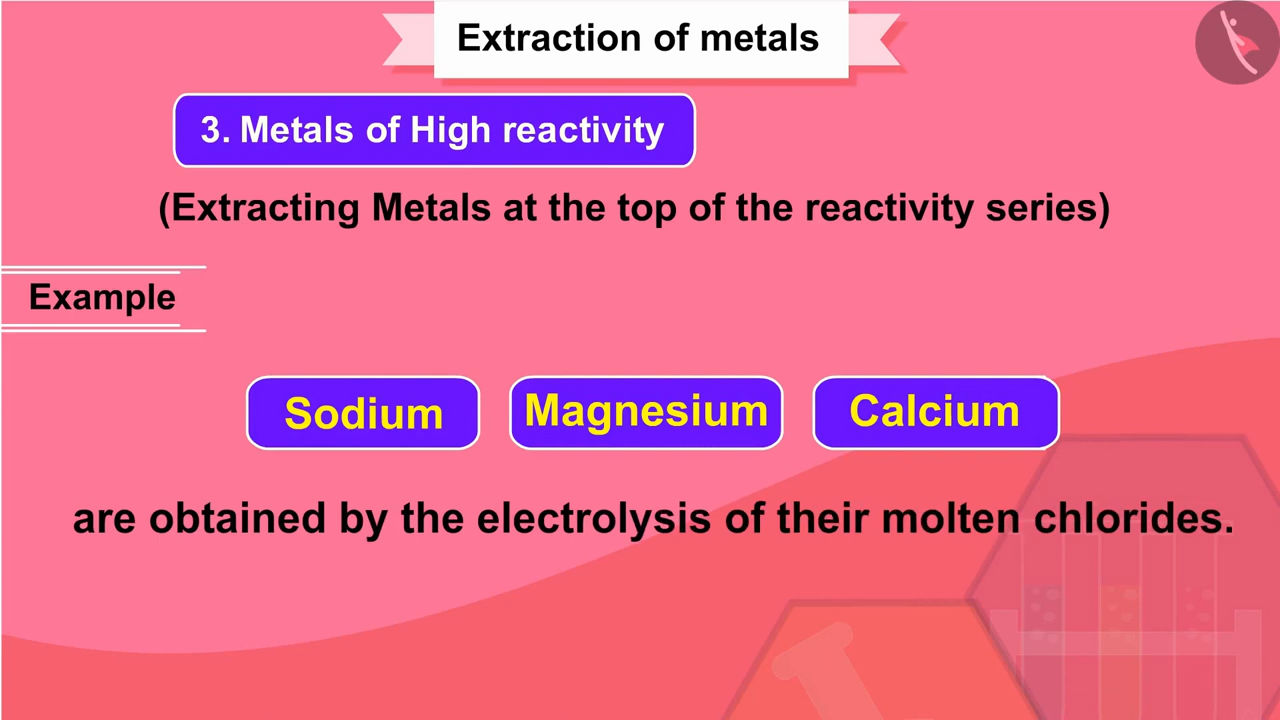 Extraction of metals
3. Metals of High reactivity
(Extracting Metals at the top of the reactivity series)
Example
Sodium Magnesium Calcium
are obtained by the electrolysis of their molten chlorides.